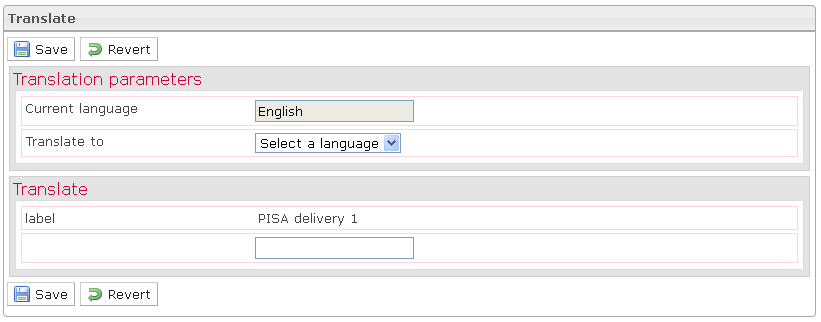 Translate
Save Revert
Translation parameters
Current language English
Translate to Select a language
Translate
label PISA delivery 1
Save Revert